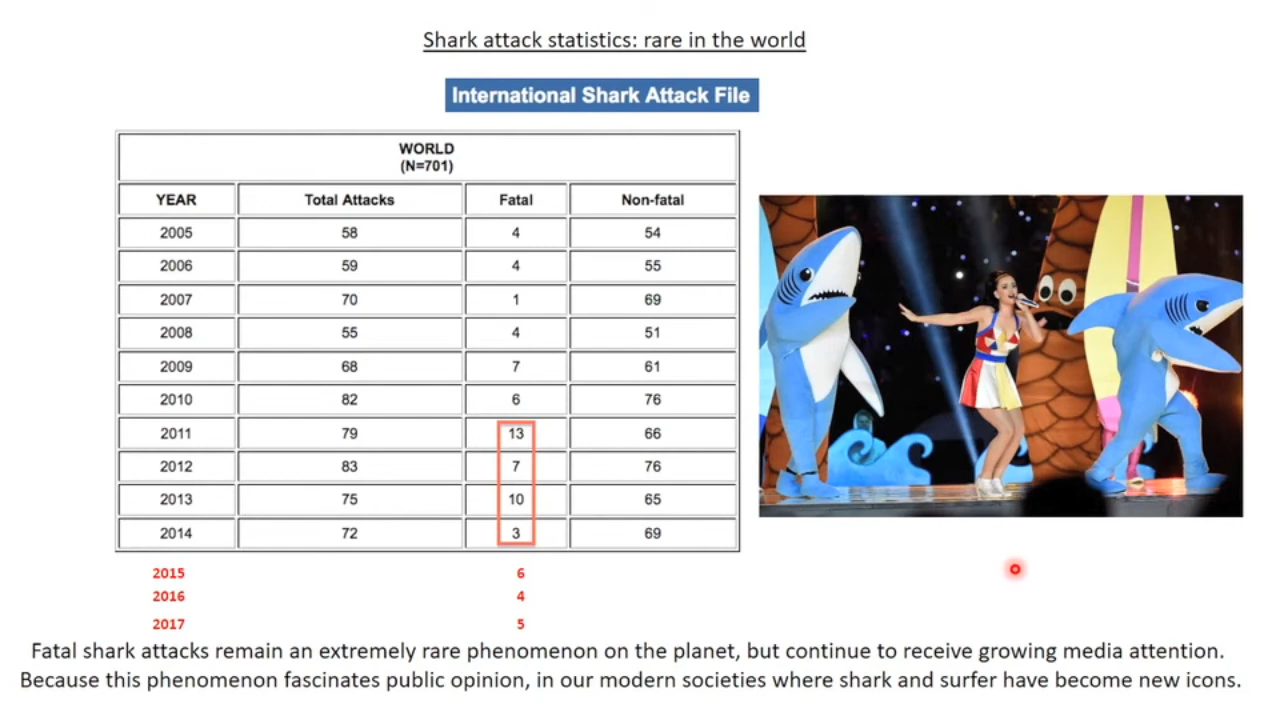 Shark attack statistics: rare in the world
International Shark Attack File
WORLD
(N=701)
YEAR Total Attacks Fatal Non-fatal
2005 58 4 54
2006 59 4 55
2007 70 1 69
2008 55 4 51
2009 68 7 61
2010 82 6 76
2011 79 13 66
2012 83 7 76
2013 75 10 65
2014 72 3 69
2015 6
2016 4
2017 5
Fatal shark attacks remain an extremely rare phenomenon on the planet, but continue to receive growing media attention.
Because this phenomenon fascinates public opinion, in our modern societies where shark and surfer have become new icons.